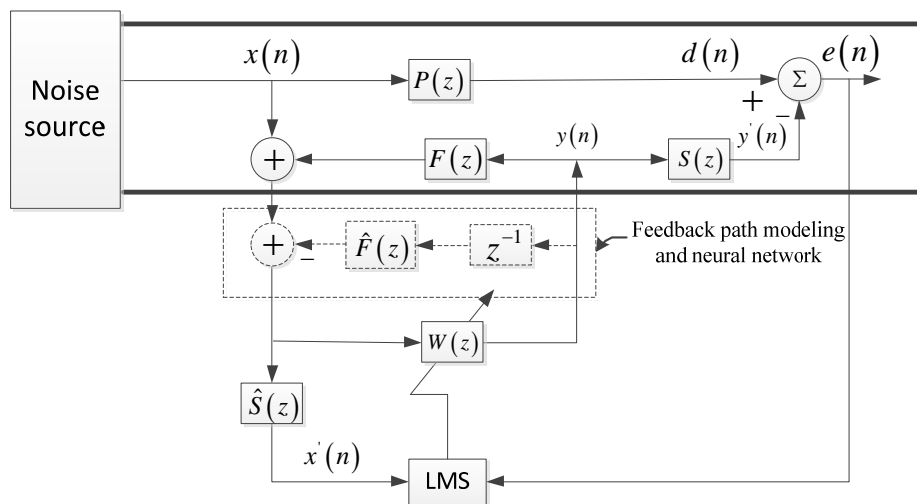 Noise
source
x(n)
P(z)
d(n)
Σ
e(n)
+
−
y(n)
y'(n)
+
F(z)
S(z)
+
−
F̂(z)
z⁻¹
Feedback path modeling
and neural network
W(z)
Ŝ(z)
x'(n)
LMS